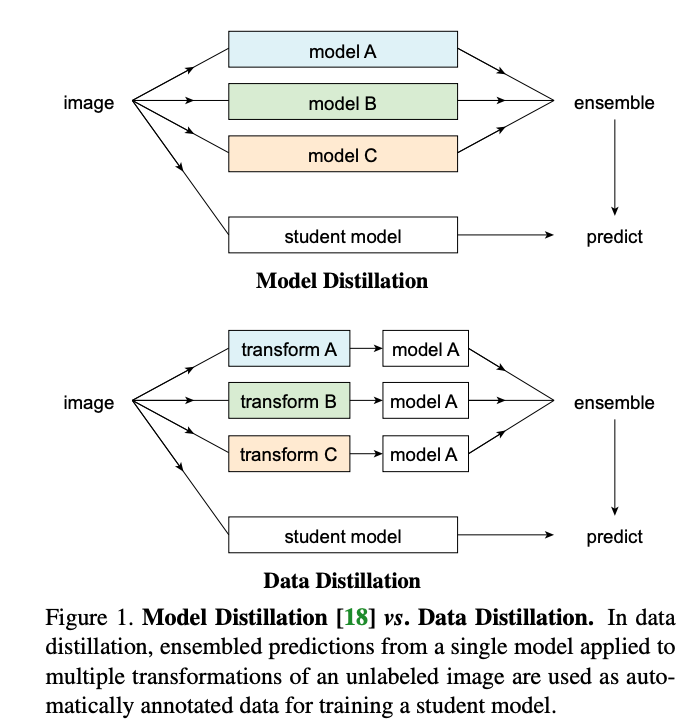 model A
image
model B
ensemble
model C
student model
predict
Model Distillation
transform A
model A
image
transform B
model A
ensemble
transform C
model A
student model
predict
Data Distillation
Figure 1. Model Distillation [18] vs. Data Distillation. In data
distillation, ensembled predictions from a single model applied to
multiple transformations of an unlabeled image are used as auto-
matically annotated data for training a student model.